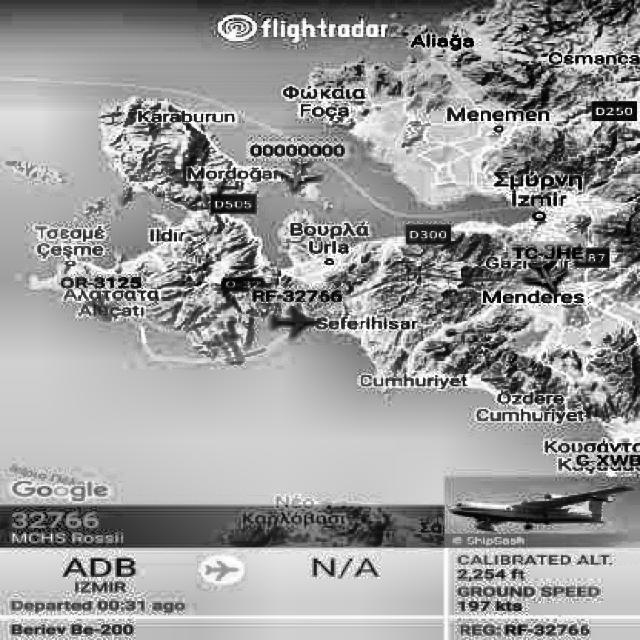 flightradar
Aliağa
Φώκαια
Foça
Karaburun
Menemen
D250
00000000
Mordoğan
Σμύρνη
İzmir
D505
Τσεσμέ
Çeşme
Ildır
Βουρλά
Urla
D300
TC-JHE
87
OR-3125
Αλάτσατα
Alaçatı
RF-32766
Menderes
Seferihisar
Cumhuriyet
Özdere
Cumhuriyet
C-XWB
Google
Νέο
Καρλόβασι
32766
MCHS Rossii
© ShipSash
ADB
IZMIR
N/A
CALIBRATED ALT.
2,254 ft
GROUND SPEED
197 kts
Departed 00:31 ago
Beriev Be-200
REG: RF-32766